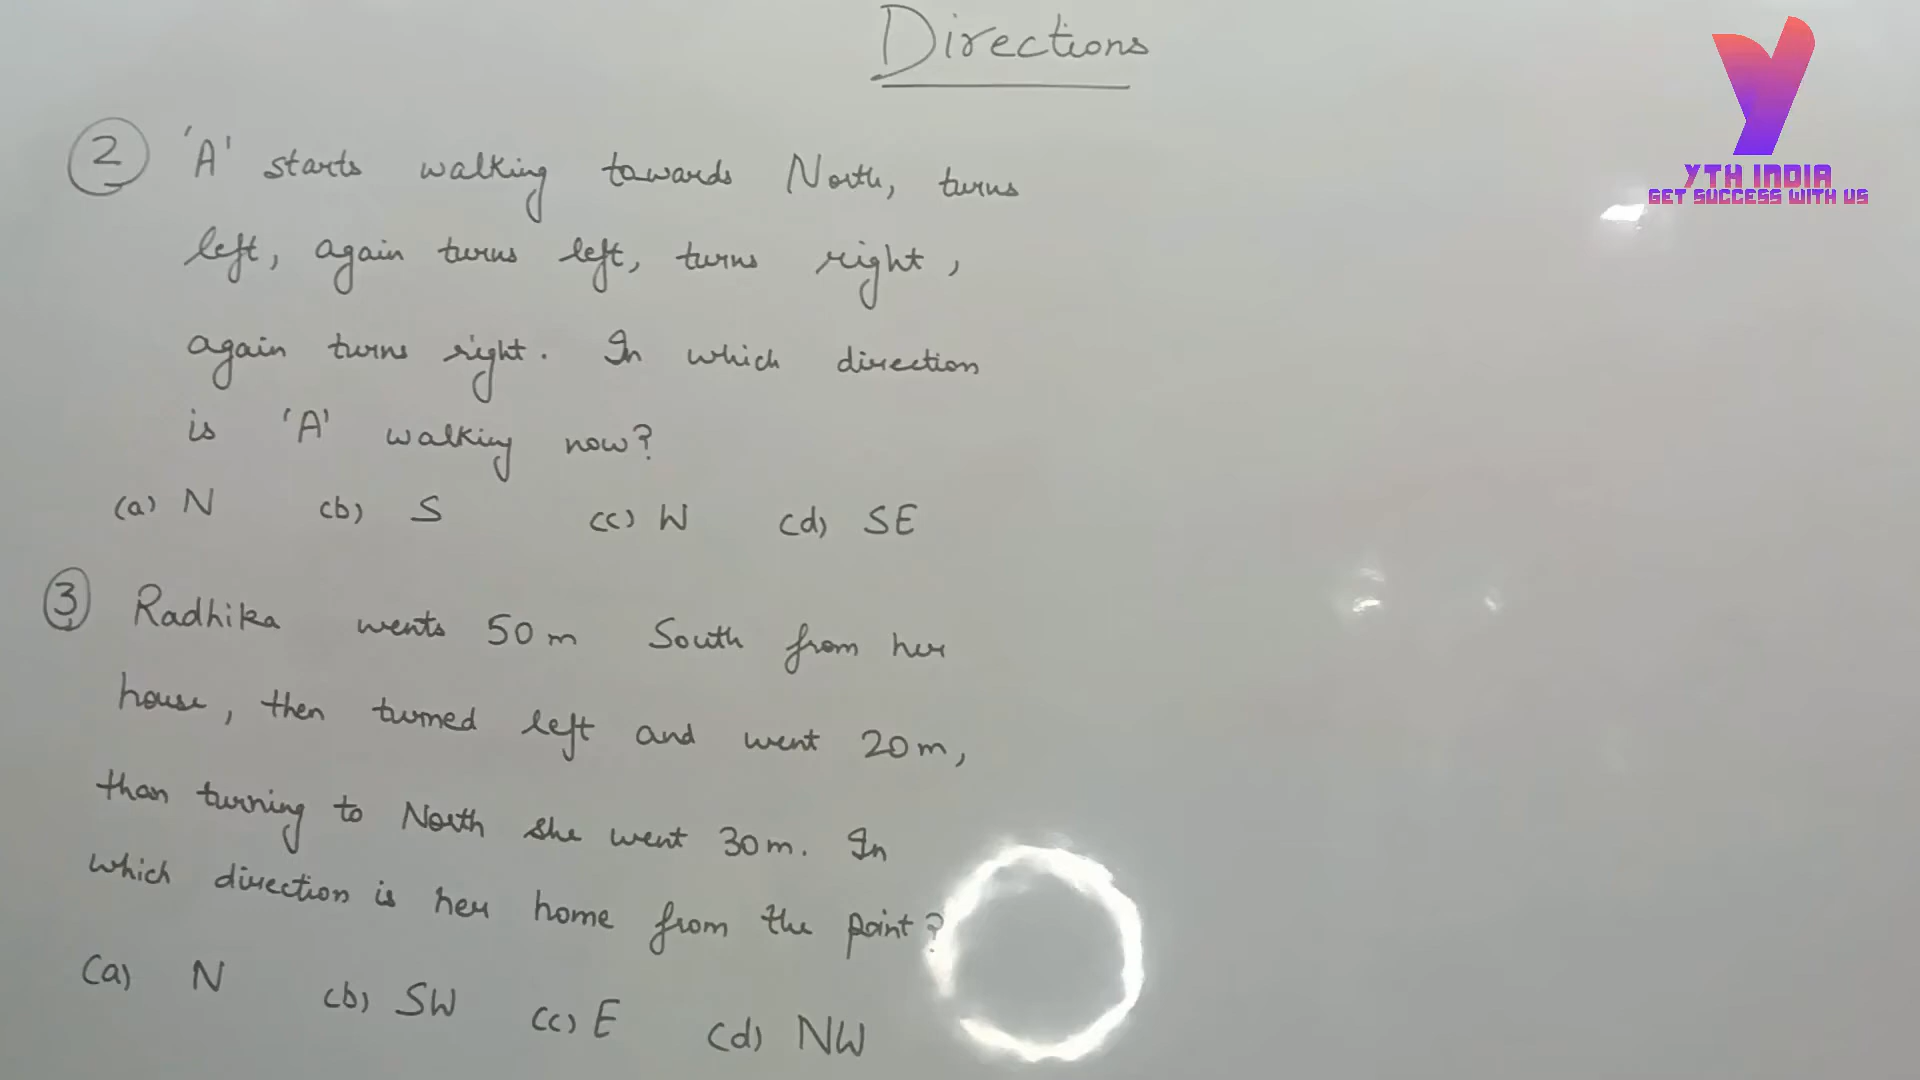 Directions
YTH INDIA
GET SUCCESS WITH US
2 'A' starts walking towards North, turns
left, again turns left, turns right,
again turns right. In which direction
is 'A' walking now?
(a) N (b) S (c) W (d) SE
3 Radhika wents 50m South from her
house, then turned left and went 20m,
than turning to North she went 30m. In
which direction is her home from the point?
(a) N (b) SW (c) E (d) NW